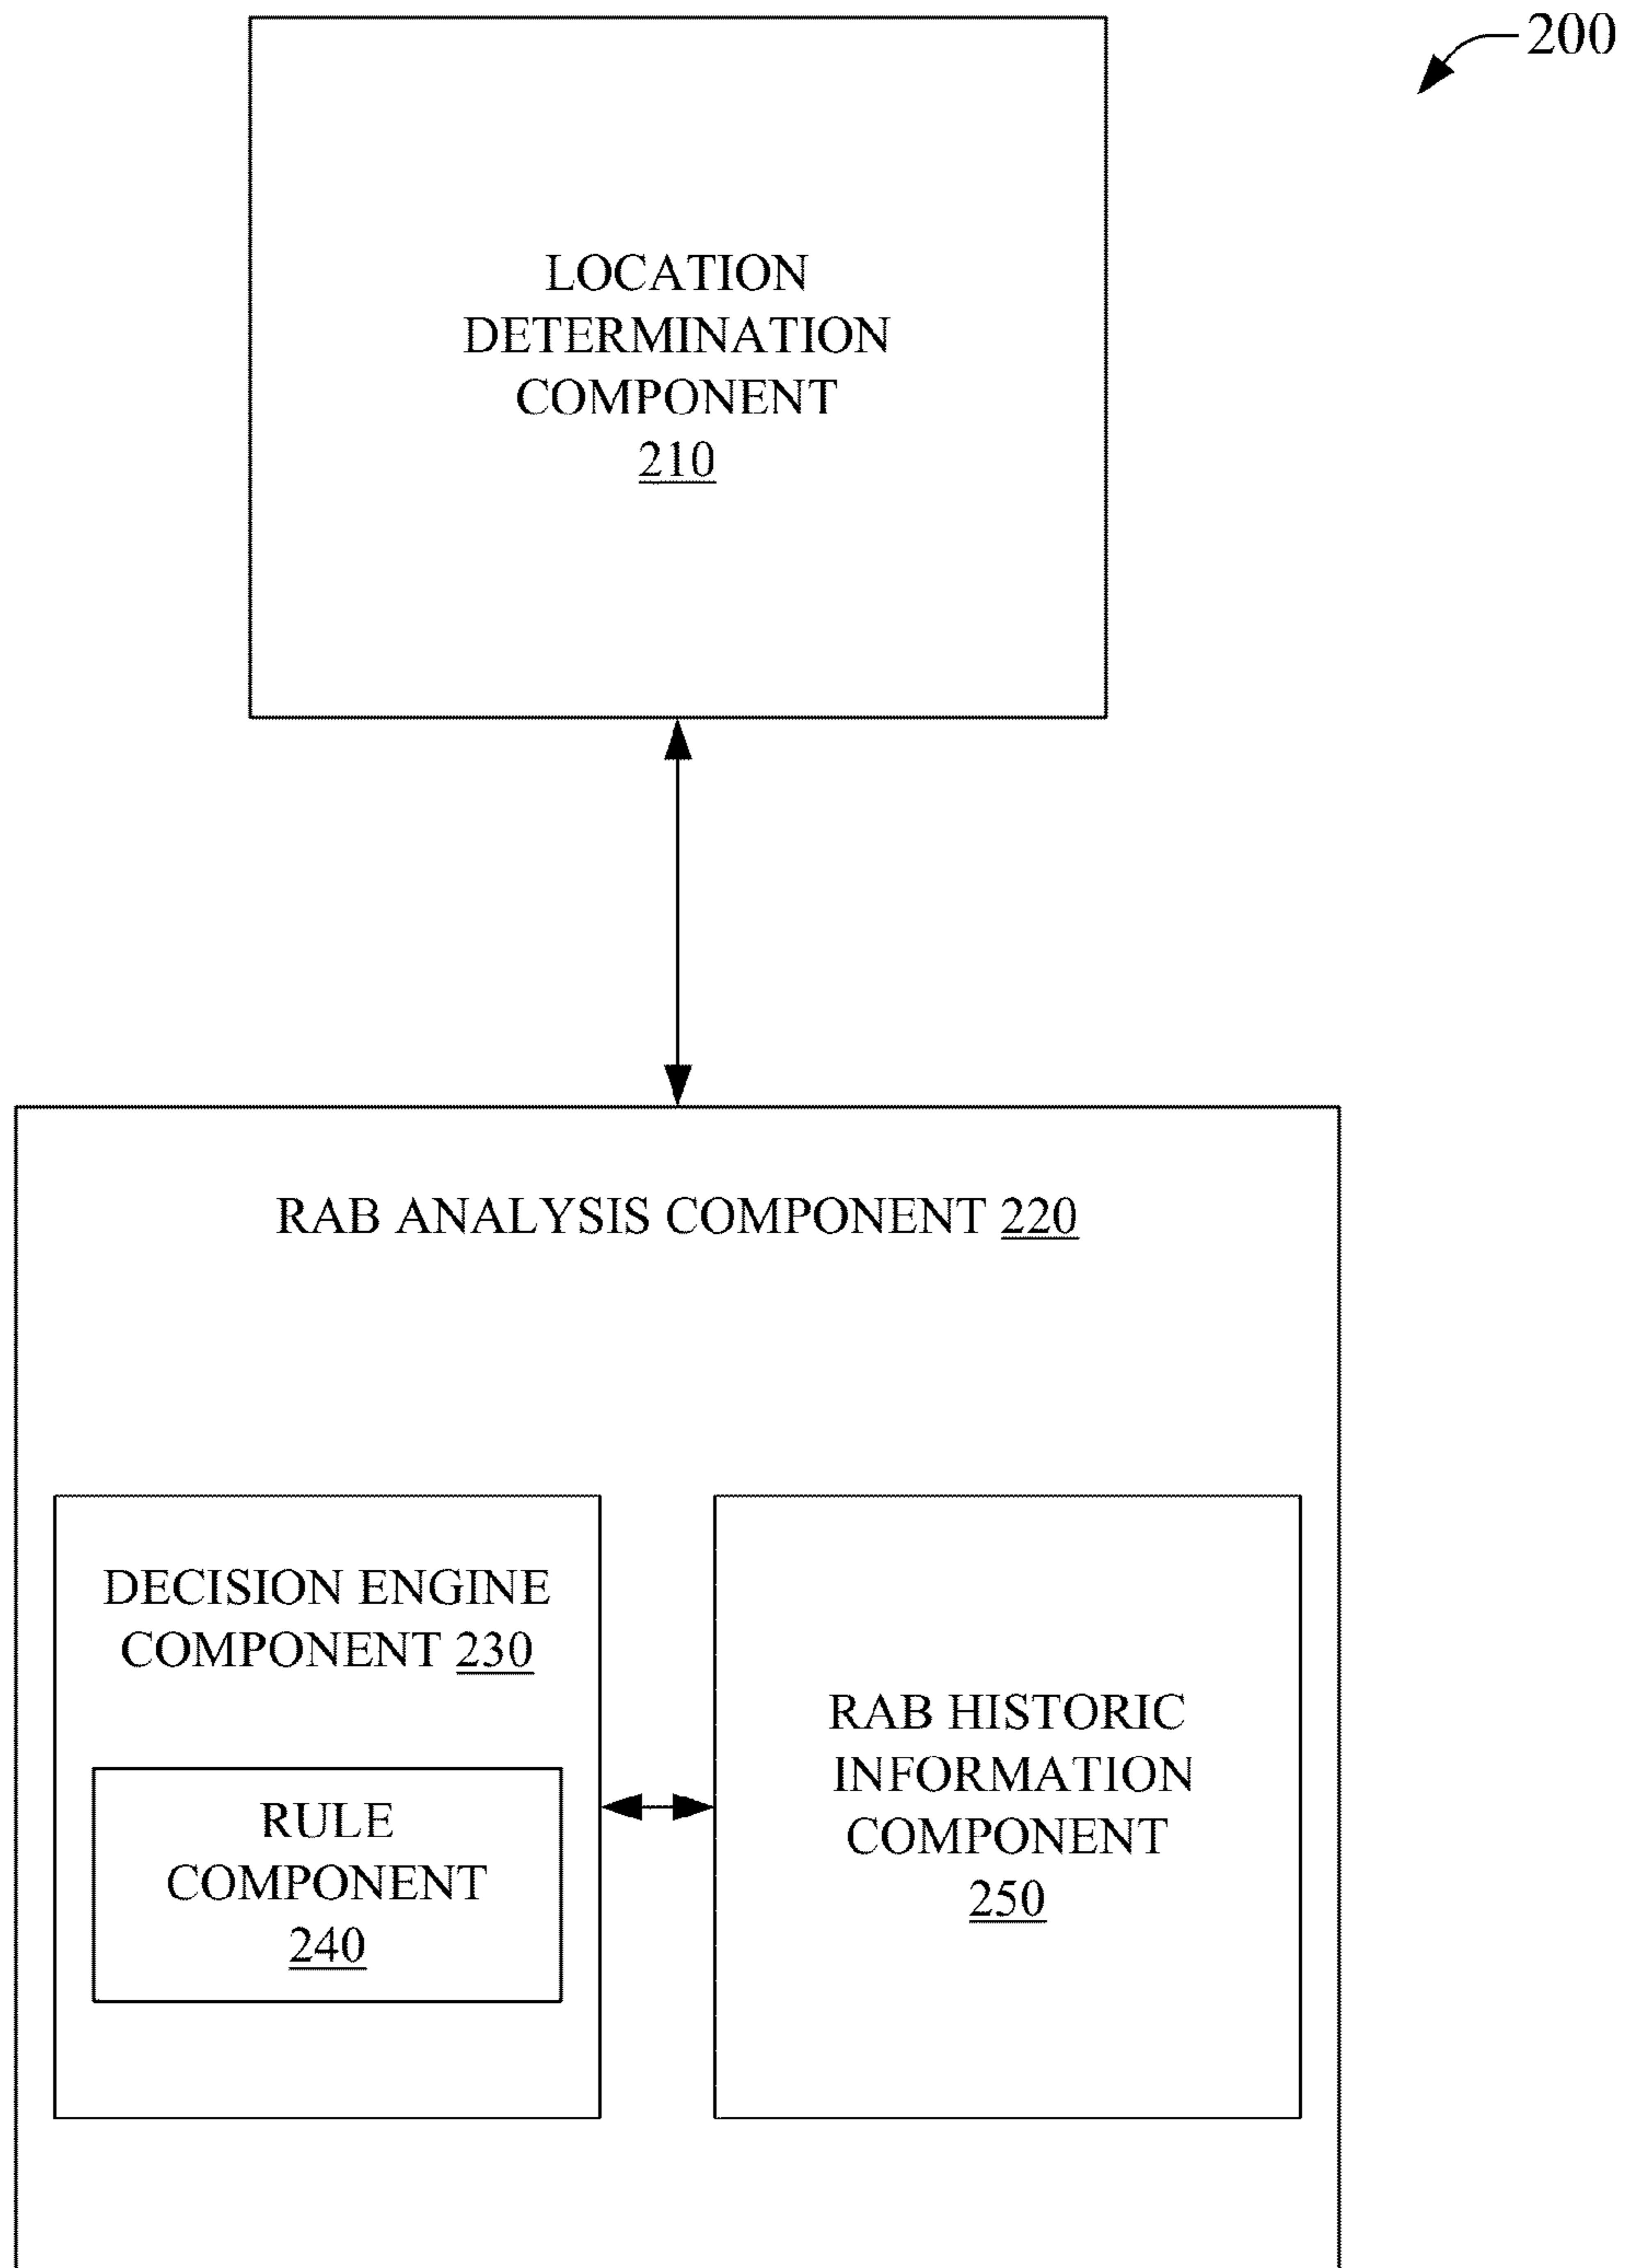 200
LOCATION
DETERMINATION
COMPONENT
210
RAB ANALYSIS COMPONENT 220
DECISION ENGINE
COMPONENT 230
RULE
COMPONENT
240
RAB HISTORIC
INFORMATION
COMPONENT
250